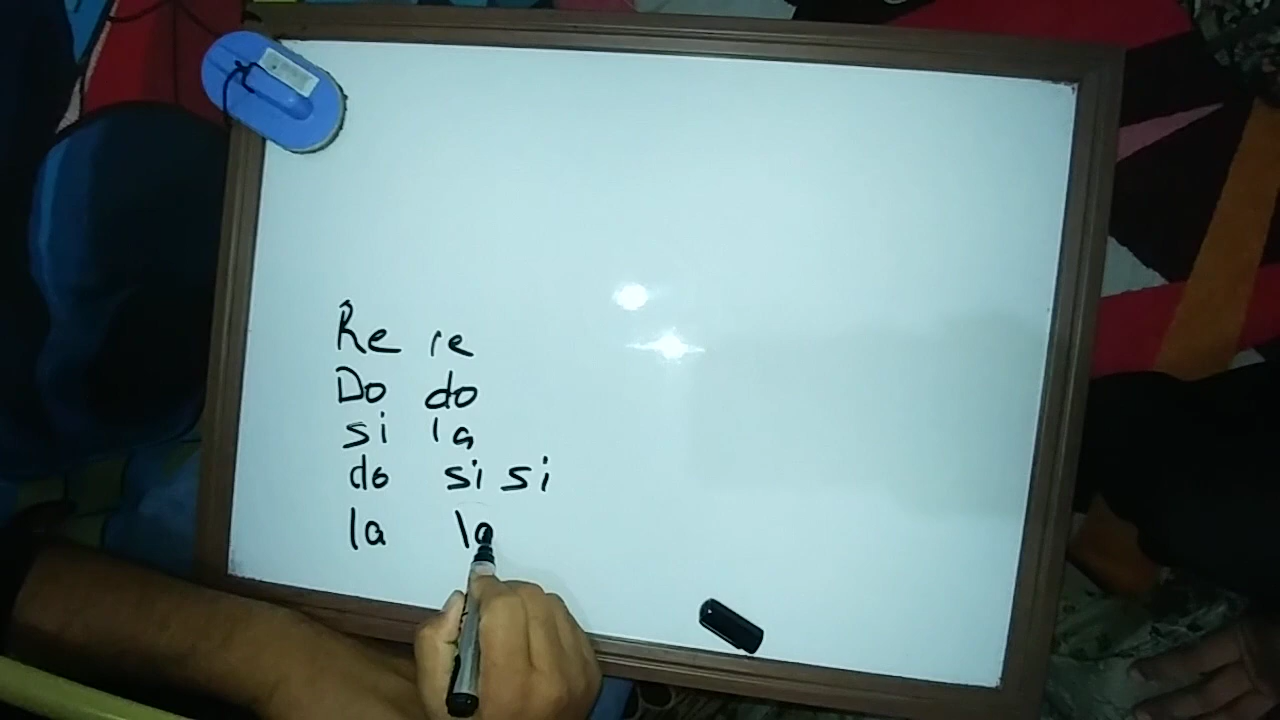 Re re
Do do
si la
do si si
la la